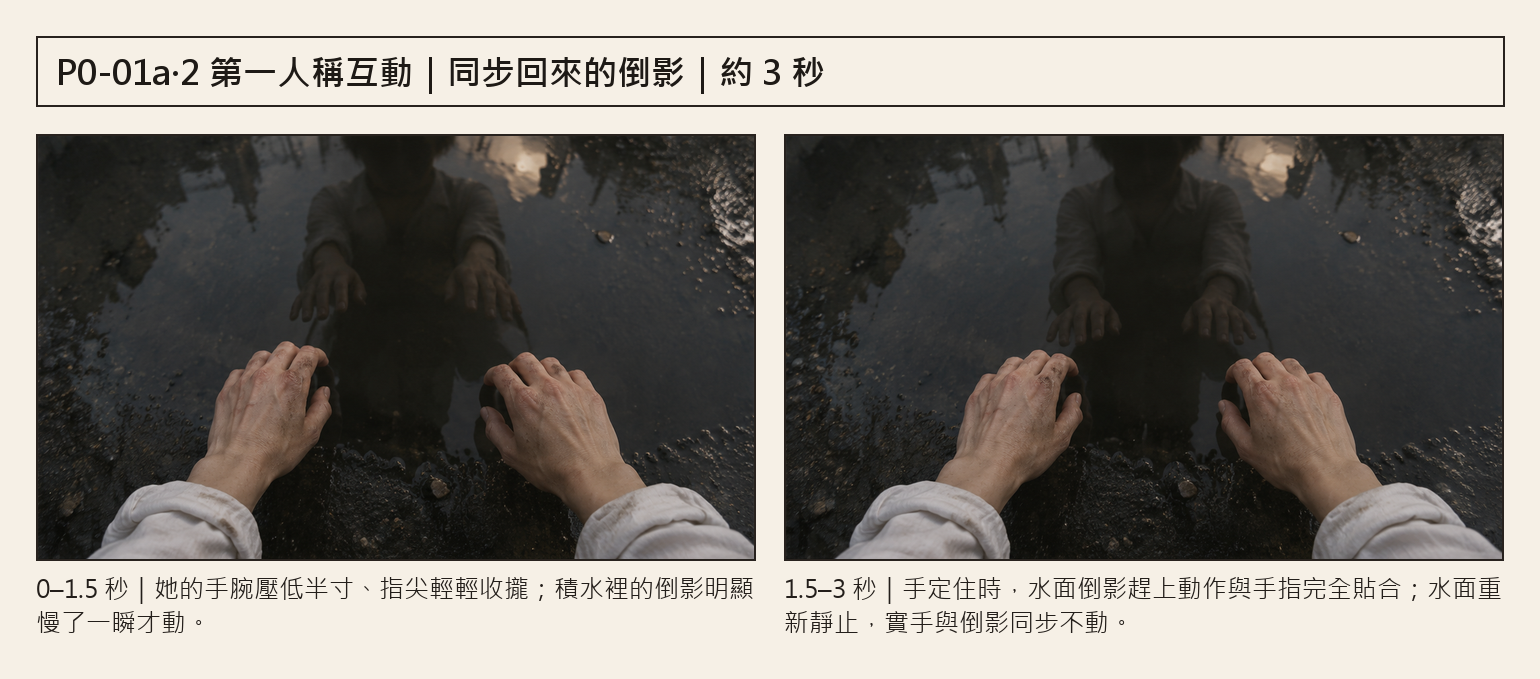 P0-01a·2 第一人稱互動｜同步回來的倒影｜約 3 秒
0–1.5 秒｜她的手腕壓低半寸、指尖輕輕收攏；積水裡的倒影明顯
慢了一瞬才動。
1.5–3 秒｜手定住時，水面倒影趕上動作與手指完全貼合；水面重
新靜止，實手與倒影同步不動。